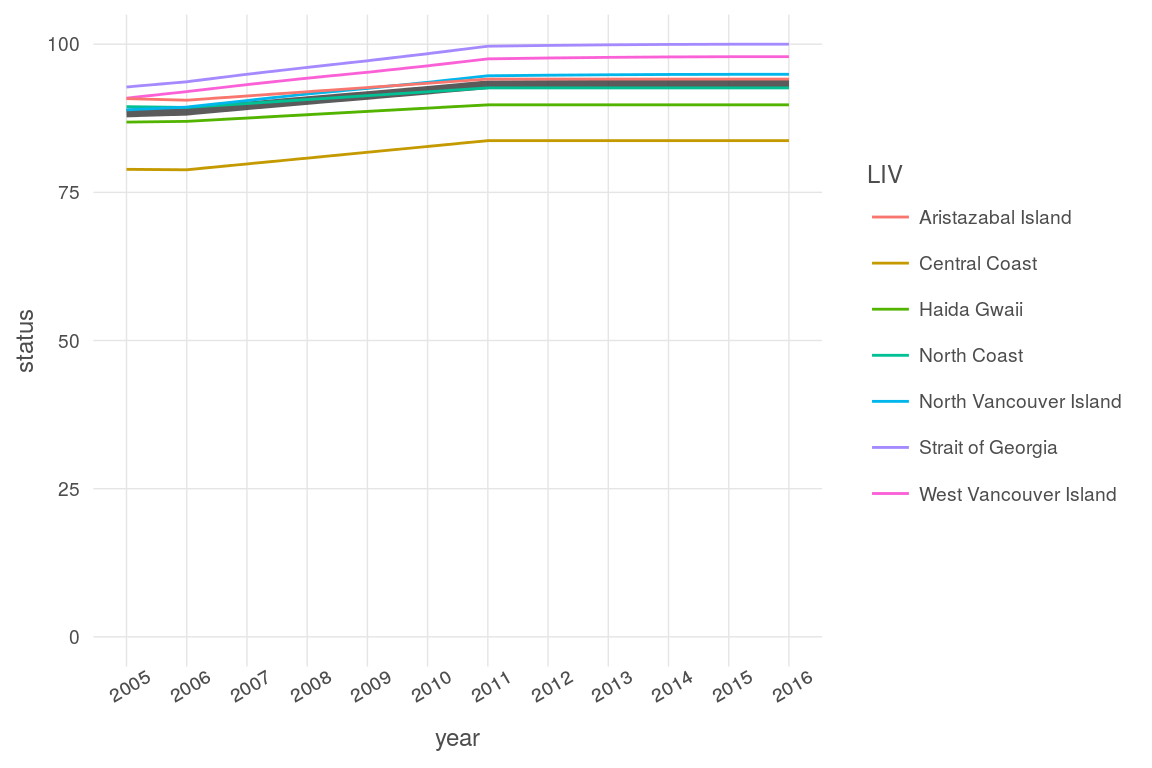 100
75
50
25
0
status
2005
2006
2007
2008
2009
2010
2011
2012
2013
2014
2015
2016
year
LIV
Aristazabal Island
Central Coast
Haida Gwaii
North Coast
North Vancouver Island
Strait of Georgia
West Vancouver Island